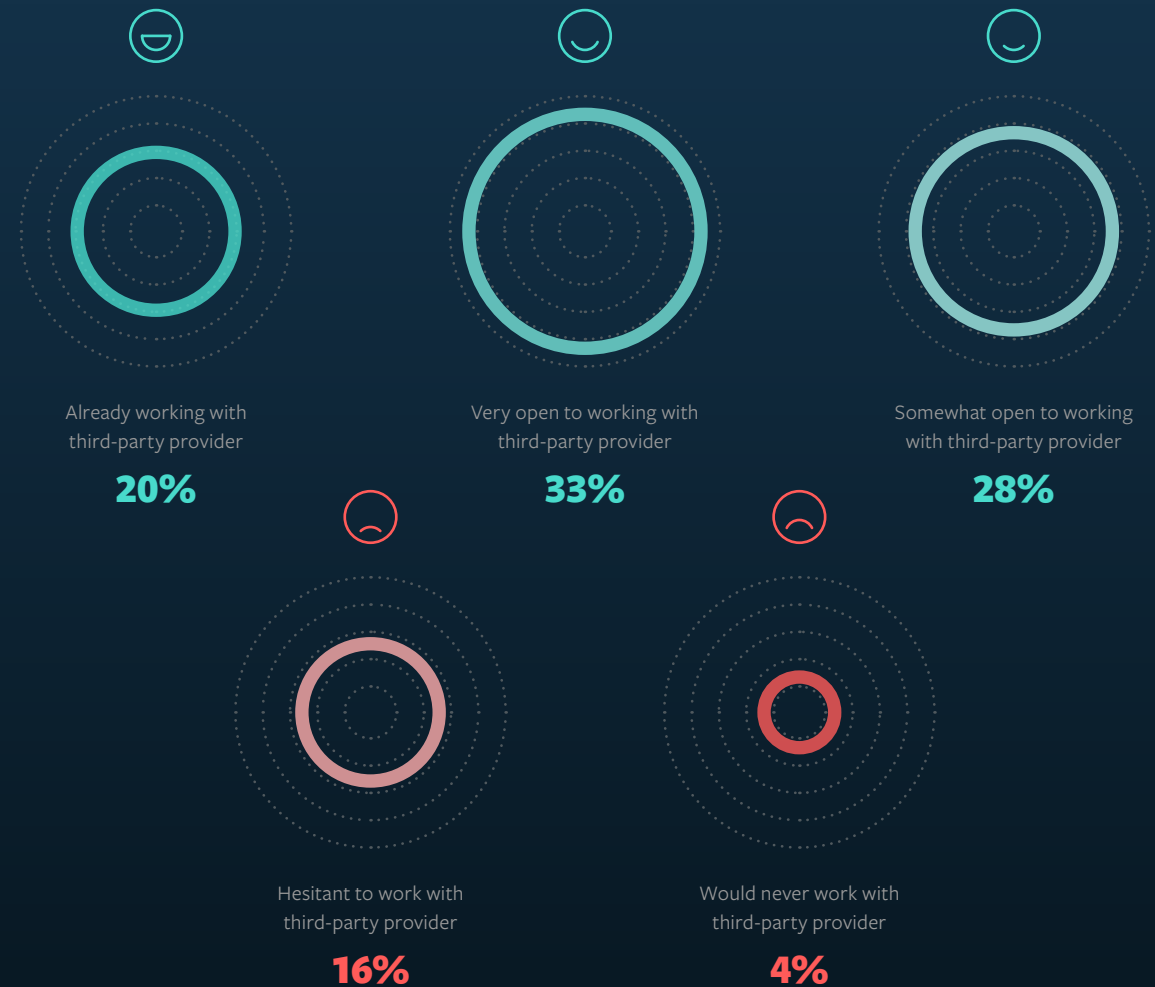 Already working with
third-party provider
20%
Very open to working with
third-party provider
33%
Somewhat open to working
with third-party provider
28%
Hesitant to work with
third-party provider
16%
Would never work with
third-party provider
4%